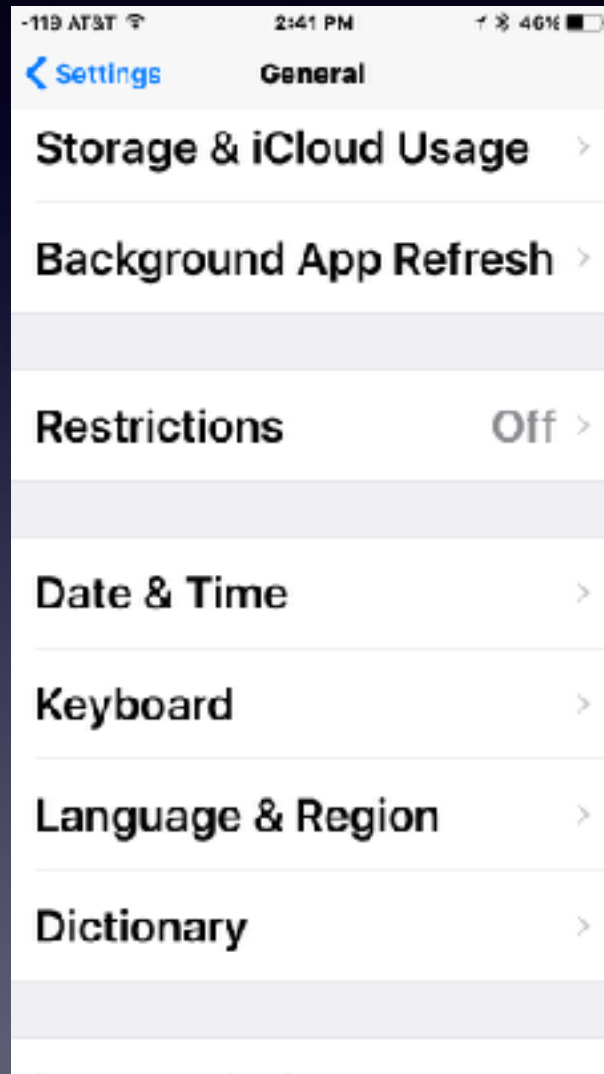 -119 AT&T 2:41 PM 46%
Settings General
Storage & iCloud Usage
Background App Refresh
Restrictions Off
Date & Time
Keyboard
Language & Region
Dictionary